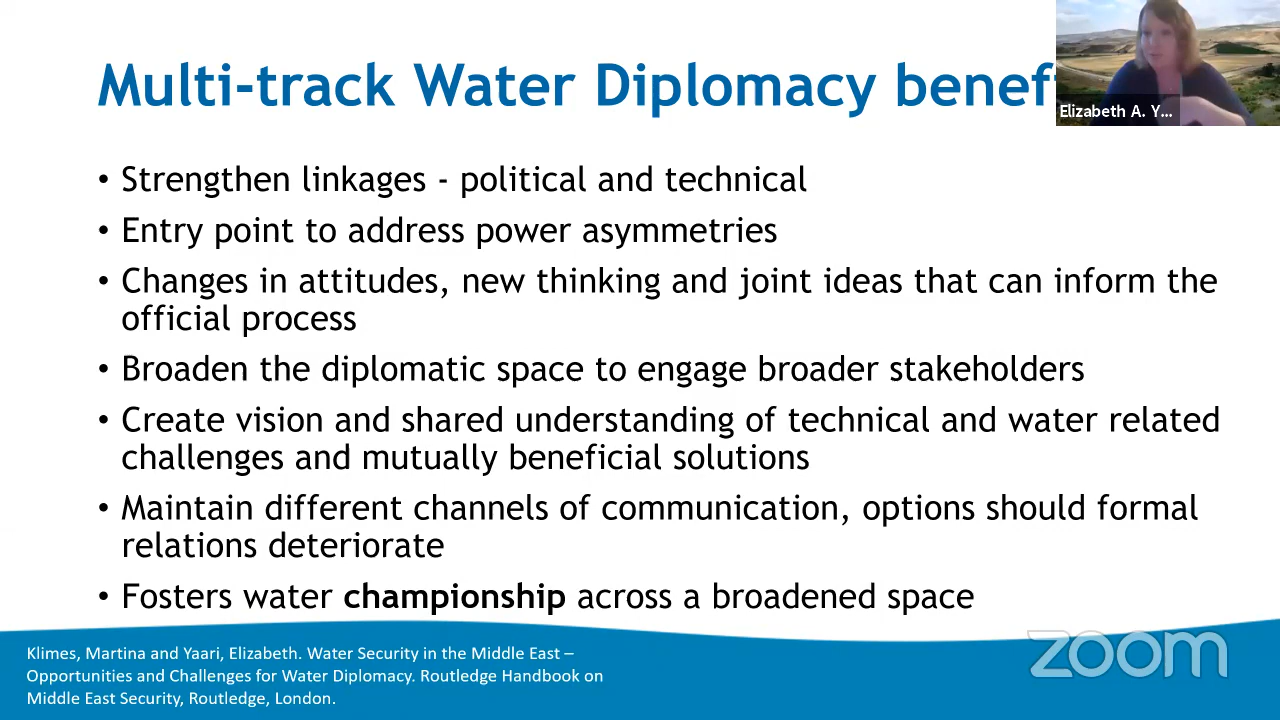 Multi-track Water Diplomacy benef
Elizabeth A. Y...
• Strengthen linkages - political and technical
• Entry point to address power asymmetries
• Changes in attitudes, new thinking and joint ideas that can inform the
official process
• Broaden the diplomatic space to engage broader stakeholders
• Create vision and shared understanding of technical and water related
challenges and mutually beneficial solutions
• Maintain different channels of communication, options should formal
relations deteriorate
• Fosters water championship across a broadened space
Klimes, Martina and Yaari, Elizabeth. Water Security in the Middle East –
Opportunities and Challenges for Water Diplomacy. Routledge Handbook on
Middle East Security, Routledge, London.
zoom